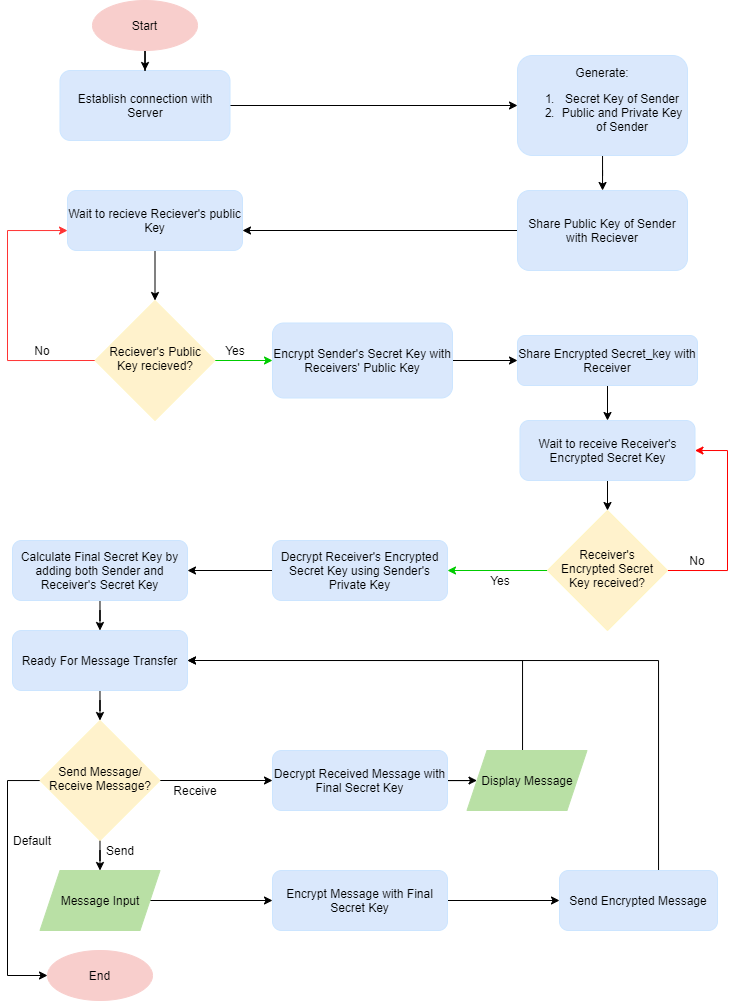 Start
Establish connection with
Server
Generate:
1. Secret Key of Sender
2. Public and Private Key
of Sender
Wait to recieve Reciever's public
Key
Share Public Key of Sender
with Reciever
Reciever's Public
Key recieved?
No
Yes
Encrypt Sender's Secret Key with
Receivers' Public Key
Share Encrypted Secret_key with
Receiver
Wait to receive Receiver's
Encrypted Secret Key
Receiver's
Encrypted Secret
Key received?
No
Yes
Decrypt Receiver's Encrypted
Secret Key using Sender's
Private Key
Calculate Final Secret Key by
adding both Sender and
Receiver's Secret Key
Ready For Message Transfer
Send Message/
Receive Message?
Receive
Decrypt Received Message with
Final Secret Key
Display Message
Default
Send
Message Input
Encrypt Message with Final
Secret Key
Send Encrypted Message
End